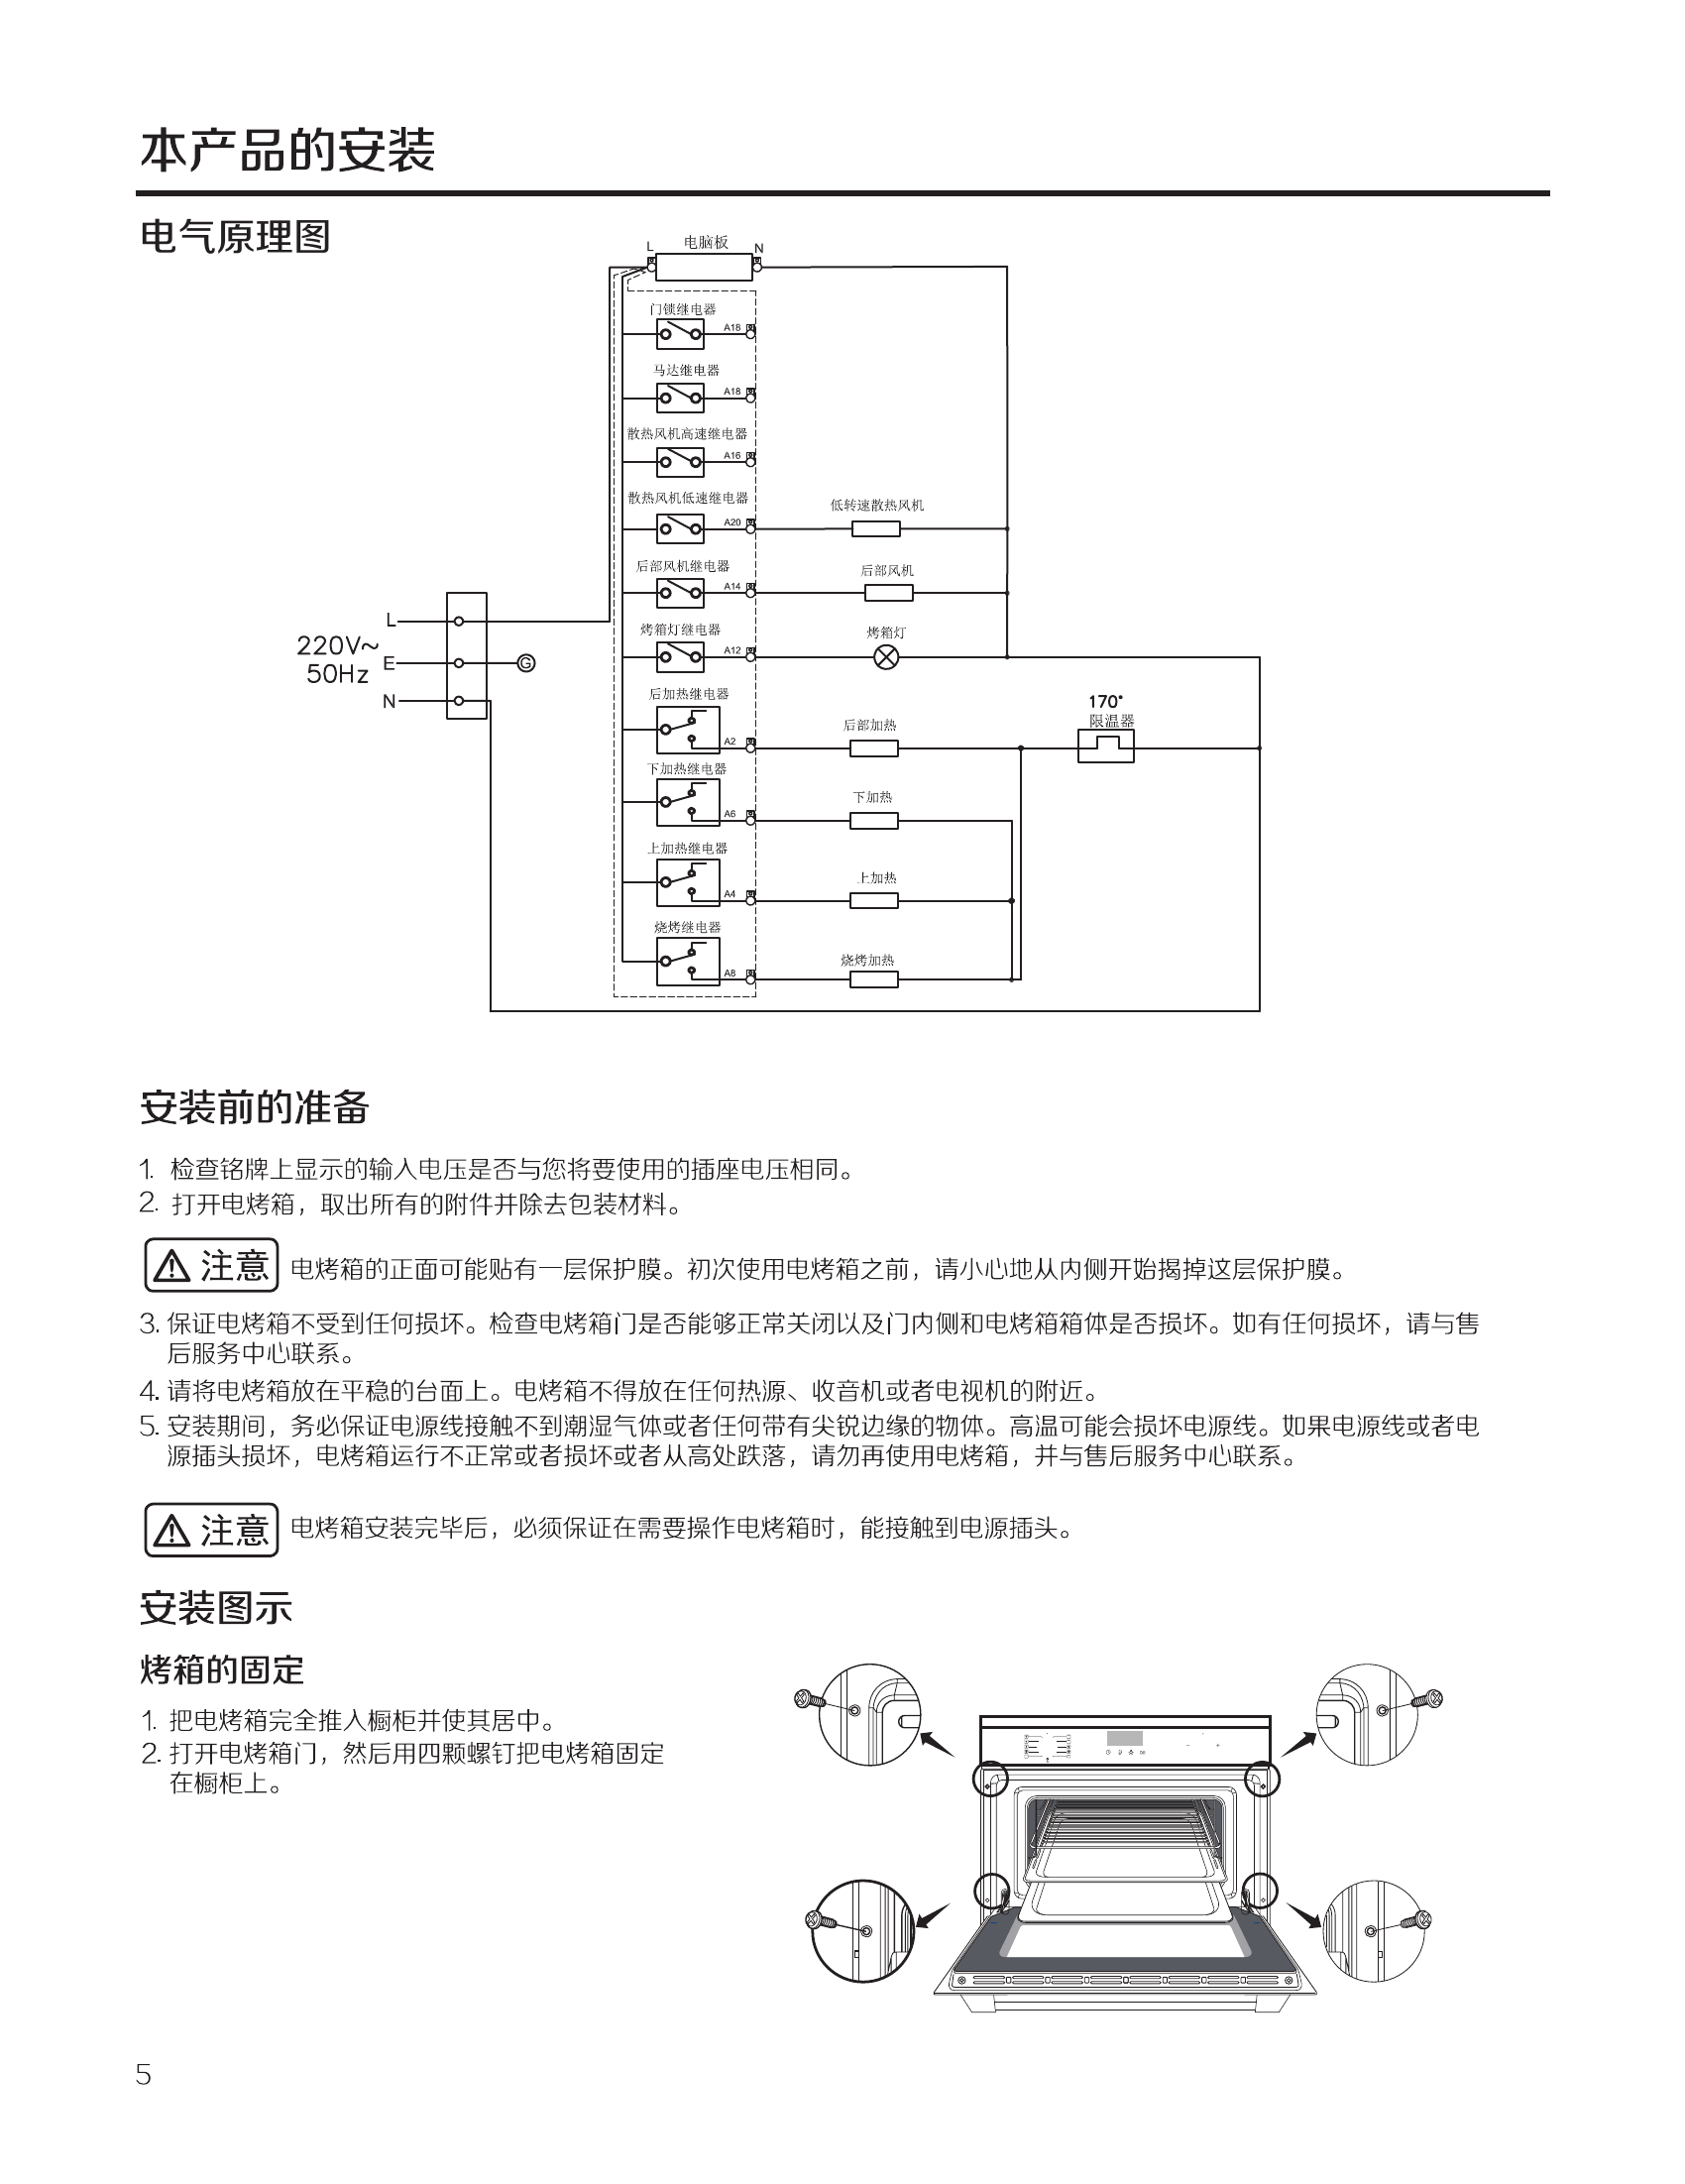 本产品的安装
电气原理图
L 电脑板 N
门锁继电器
A18
马达继电器
A18
散热风机高速继电器
A16
散热风机低速继电器
A20
低转速散热风机
后部风机继电器
A14
后部风机
烤箱灯继电器
A12
烤箱灯
L
220V~
50Hz
E
G
N
后加热继电器
A2
后部加热
170°
限温器
下加热继电器
A6
下加热
上加热继电器
A4
上加热
烧烤继电器
A8
烧烤加热
安装前的准备
1. 检查铭牌上显示的输入电压是否与您将要使用的插座电压相同。
2. 打开电烤箱，取出所有的附件并除去包装材料。
注意 电烤箱的正面可能贴有一层保护膜。初次使用电烤箱之前，请小心地从内侧开始揭掉这层保护膜。
3. 保证电烤箱不受到任何损坏。检查电烤箱门是否能够正常关闭以及门内侧和电烤箱箱体是否损坏。如有任何损坏，请与售
后服务中心联系。
4. 请将电烤箱放在平稳的台面上。电烤箱不得放在任何热源、收音机或者电视机的附近。
5. 安装期间，务必保证电源线接触不到潮湿气体或者任何带有尖锐边缘的物体。高温可能会损坏电源线。如果电源线或者电
源插头损坏，电烤箱运行不正常或者损坏或者从高处跌落，请勿再使用电烤箱，并与售后服务中心联系。
注意 电烤箱安装完毕后，必须保证在需要操作电烤箱时，能接触到电源插头。
安装图示
烤箱的固定
1. 把电烤箱完全推入橱柜并使其居中。
2. 打开电烤箱门，然后用四颗螺钉把电烤箱固定
在橱柜上。
5